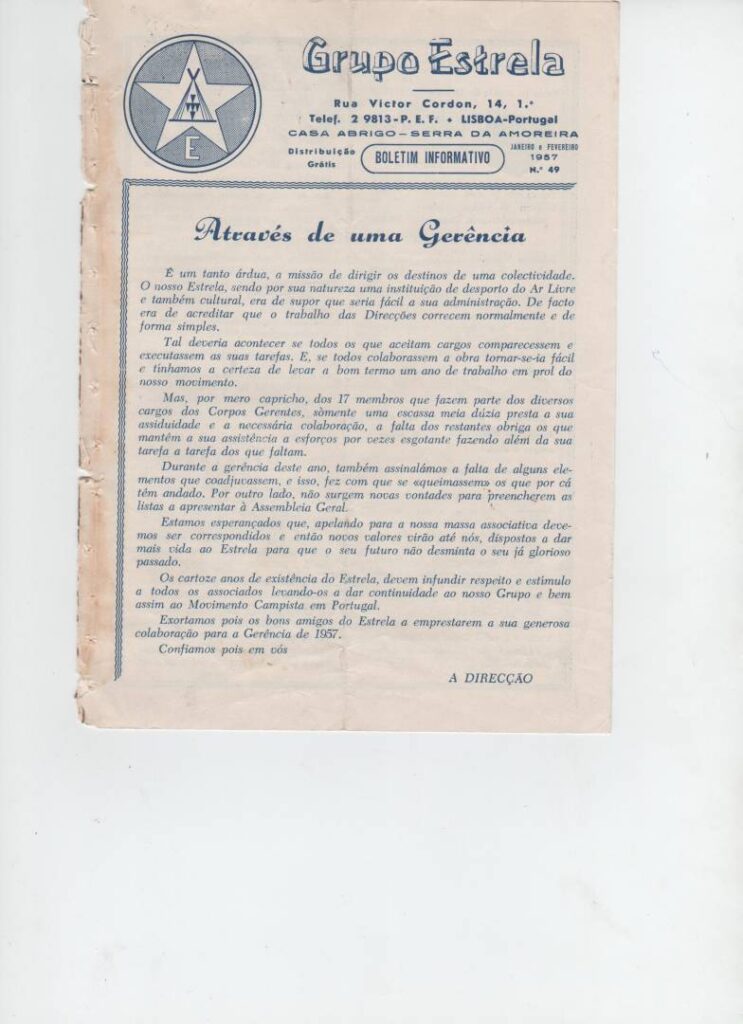 Grupo Estrela
Rua Victor Cordon, 14, 1.º
Telef. 2 9813-P. E. F. • LISBOA-Portugal
CASA ABRIGO-SERRA DA AMOREIRA
Distribuição
Grátis
BOLETIM INFORMATIVO
JANEIRO e FEVEREIRO
1957
N.º 49
E
Através de uma Gerência
É um tanto árdua, a missão de dirigir os destinos de uma colectividade.
O nosso Estrela, sendo por sua natureza uma instituição de desporto do Ar Livre
e também cultural, era de supor que seria fácil a sua administração. De facto
era de acreditar que o trabalho das Direcções correcem normalmente e de
forma simples.
Tal deveria acontecer se todos os que aceitam cargos comparecessem e
executassem as suas tarefas. E, se todos colaborassem a obra tornar-se-ia fácil
e tínhamos a certeza de levar a bom termo um ano de trabalho em prol do
nosso movimento.
Mas, por mero capricho, dos 17 membros que fazem parte dos diversos
cargos dos Corpos Gerentes, sòmente uma escassa meia dúzia presta a sua
assiduidade e a necessária colaboração, a falta dos restantes obriga os que
mantêm a sua assistência a esforços por vezes esgotante fazendo além da sua
tarefa a tarefa dos que faltam.
Durante a gerência deste ano, também assinalámos a falta de alguns ele-
mentos que coadjuvassem, e isso, fez com que se «queimassem» os que por cá
têm andado. Por outro lado, não surgem novas vontades para preencherem as
listas a apresentar à Assembleia Geral.
Estamos esperançados que, apelando para a nossa massa associativa deve-
mos ser correspondidos e então novos valores virão até nós, dispostos a dar
mais vida ao Estrela para que o seu futuro não desminta o seu já glorioso
passado.
Os cartoze anos de existência do Estrela, devem infundir respeito e estímulo
a todos os associados levando-os a dar continuidade ao nosso Grupo e bem
assim ao Movimento Campista em Portugal.
Exortamos pois os bons amigos do Estrela a emprestarem a sua generosa
colaboração para a Gerência de 1957.
Confiamos pois em vós
A DIRECÇÃO